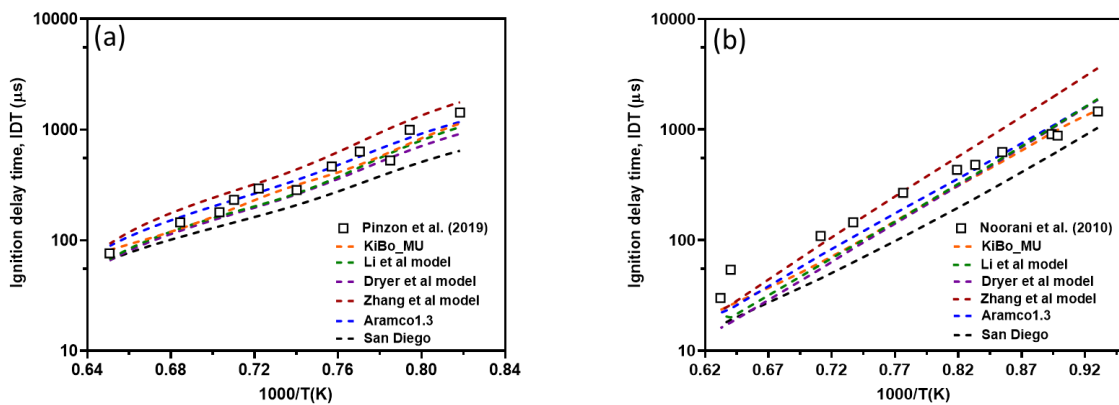 (a)
Ignition delay time, IDT (μs)
10000
1000
100
10
0.64 0.68 0.72 0.76 0.80 0.84
1000/T(K)
Pinzon et al. (2019)
KiBo_MU
Li et al model
Dryer et al model
Zhang et al model
Aramco1.3
San Diego
(b)
Ignition delay time, IDT (μs)
10000
1000
100
10
0.62 0.67 0.72 0.77 0.82 0.87 0.92
1000/T(K)
Noorani et al. (2010)
KiBo_MU
Li et al model
Dryer et al model
Zhang et al model
Aramco1.3
San Diego